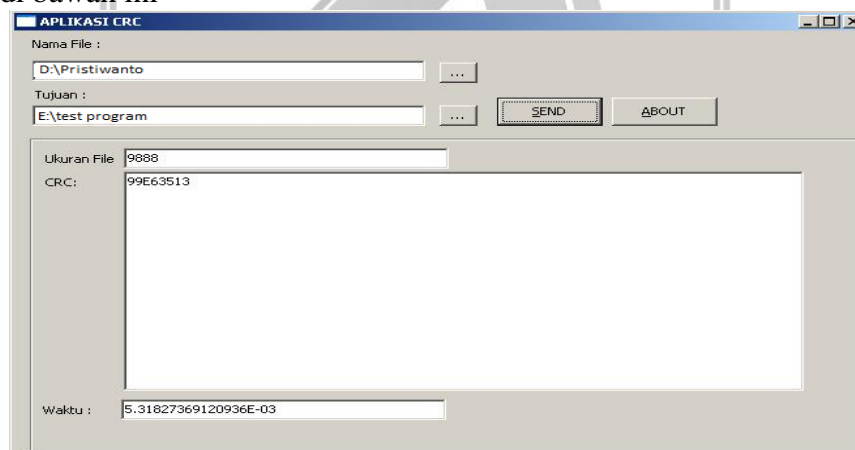 di bawah ini
APLIKASI CRC
Nama File :
D:\Pristiwanto
...
Tujuan :
E:\test program
...
SEND
ABOUT
Ukuran File 9888
CRC: 99E63513
Waktu : 5.31827369120936E-03